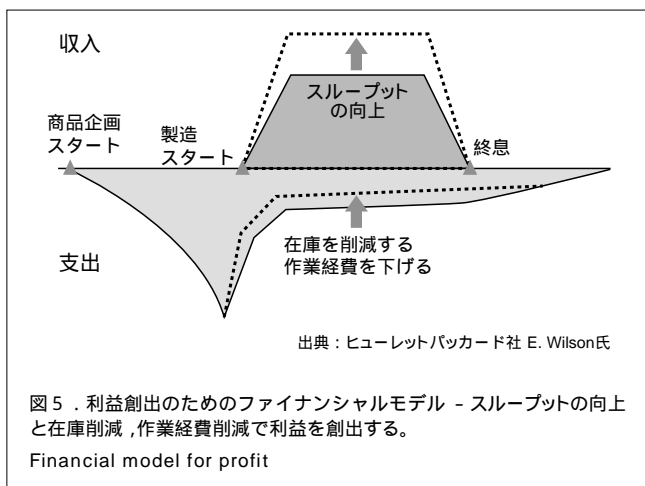 収入
スループット
の向上
商品企画
スタート
製造
スタート
終息
支出
在庫を削減する
作業経費を下げる
出典：ヒューレットパッカード社 E. Wilson氏
図5．利益創出のためのファイナンシャルモデル － スループットの向上
と在庫削減，作業経費削減で利益を創出する。
Financial model for profit